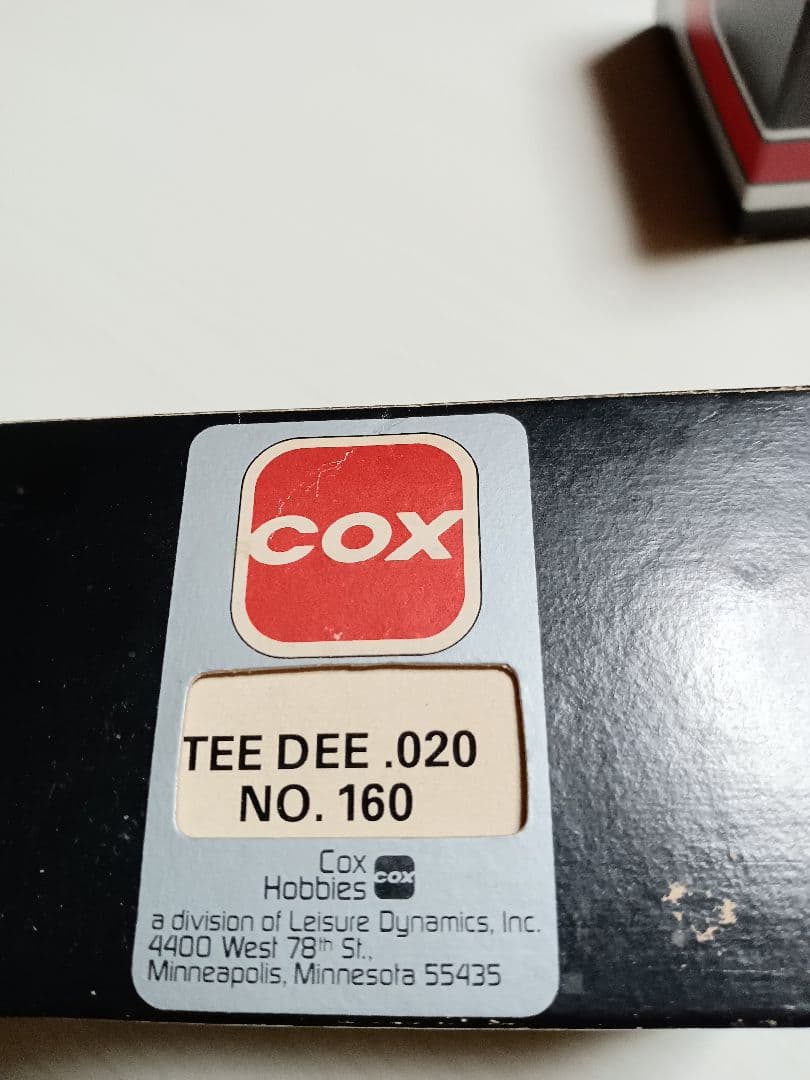 COX
TEE DEE .020
NO. 160
Cox
Hobbies COX
a division of Leisure Dynamics, Inc.
4400 West 78th St.,
Minneapolis, Minnesota 55435